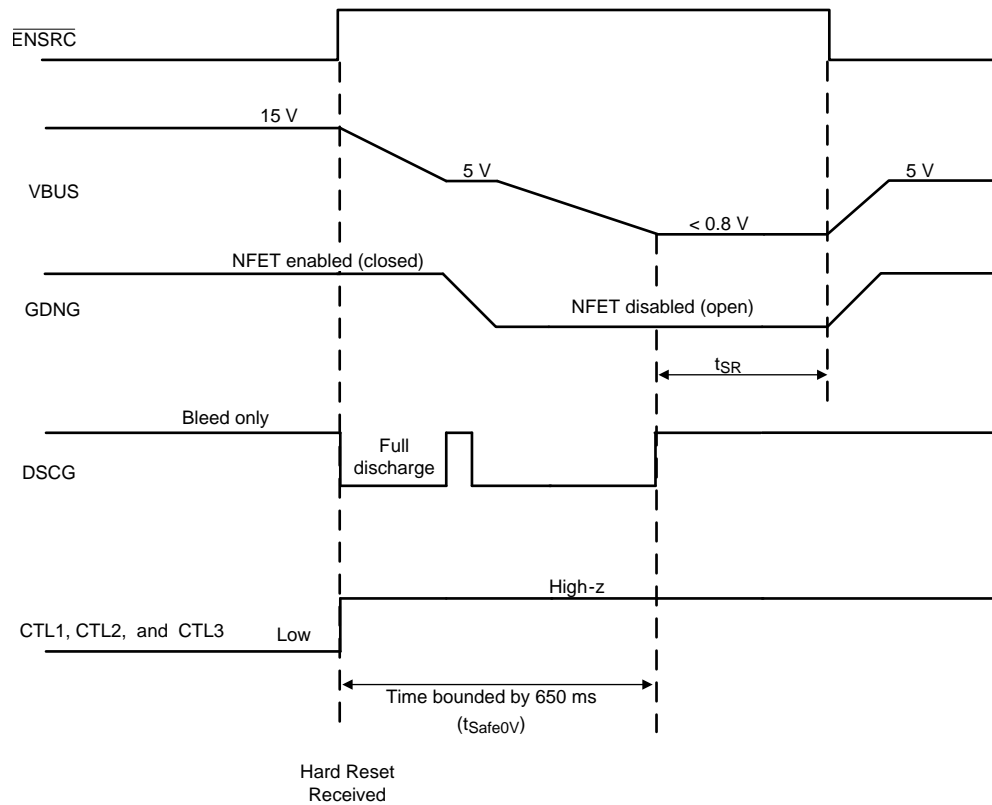 ENSRC
15 V
5 V
5 V
VBUS
< 0.8 V
NFET enabled (closed)
GDNG
NFET disabled (open)
tSR
Bleed only
Full
discharge
DSCG
High-z
CTL1, CTL2, and CTL3 Low
Time bounded by 650 ms
(tSafe0V)
Hard Reset
Received